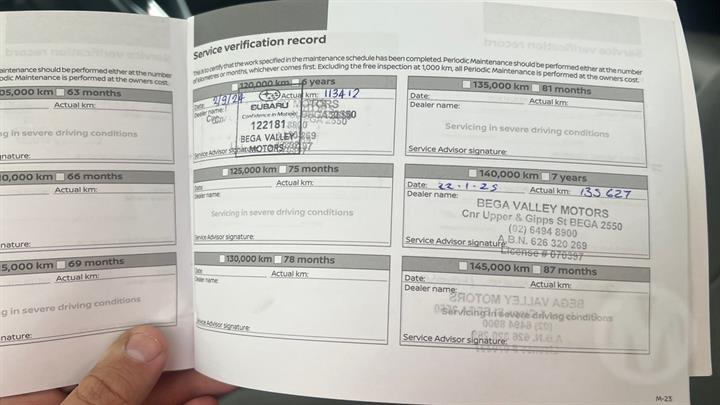 Service verification record
This is to certify that the work specified in the maintenance schedule has been completed. Periodic Maintenance should be performed either at the number
of kilometres or months, whichever comes first. Excluding the free inspection at 1,000 km, all Periodic Maintenance is performed at the owners cost.
aintenance should be performed either at the number
odic Maintenance is performed at the owners cost.
05,000 km 63 months
Actual km:
ng in severe driving conditions
nature:
0,000 km 66 months
Actual km:
nature:
5,000 km 69 months
Actual km:
g in severe driving conditions
nature:
120,000 km 6 years
Date: 2/9/24 Actual km: 113412
Dealer name:
SUBARU
Confidence in Motion
122181
BEGA VALLEY
MOTORS
Service Advisor signature:
125,000 km 75 months
Date: Actual km:
Dealer name:
Servicing in severe driving conditions
Service Advisor signature:
130,000 km 78 months
Date: Actual km:
Dealer name:
Service Advisor signature:
135,000 km 81 months
Date: Actual km:
Dealer name:
Servicing in severe driving conditions
Service Advisor signature:
140,000 km 7 years
Date: 22-1-25 Actual km: 135627
Dealer name:
BEGA VALLEY MOTORS
Cnr Upper & Gipps St BEGA 2550
(02) 6494 8900
Service Advisor signature: A.B.N. 626 320 269
License # 070397
145,000 km 87 months
Date: Actual km:
Dealer name:
Servicing in severe driving conditions
Service Advisor signature:
M-23